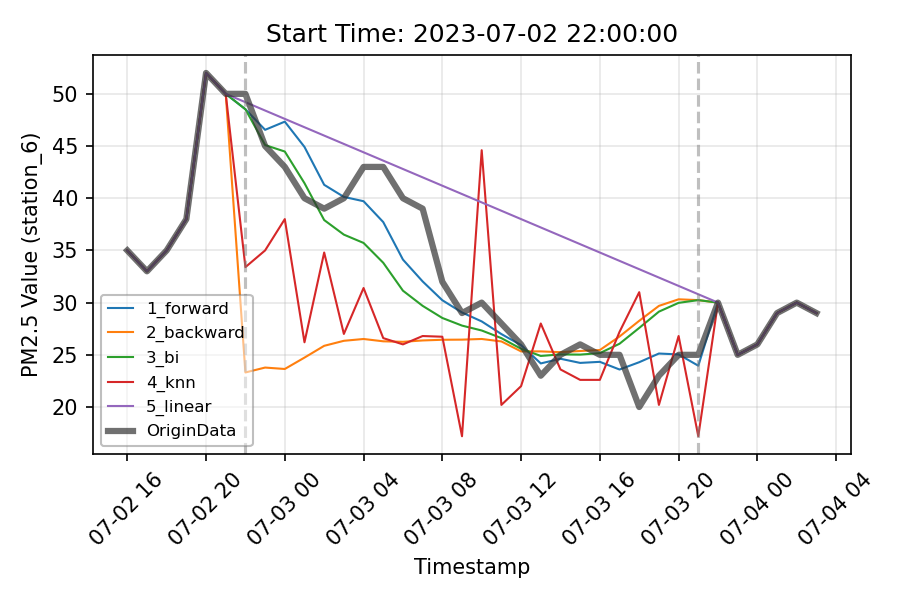 Start Time: 2023-07-02 22:00:00
PM2.5 Value (station_6)
50
45
40
35
30
25
20
1_forward
2_backward
3_bi
4_knn
5_linear
OriginData
07-02 16
07-02 20
07-03 00
07-03 04
07-03 08
07-03 12
07-03 16
07-03 20
07-04 00
07-04 04
Timestamp